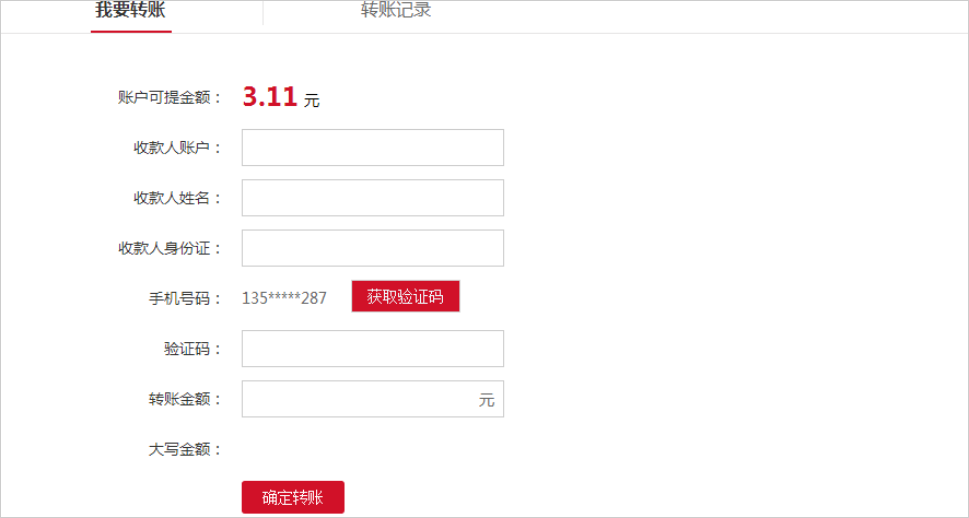 我要转账 转账记录
账户可提金额： 3.11 元
收款人账户：
收款人姓名：
收款人身份证：
手机号码： 135*****287 获取验证码
验证码：
转账金额： 元
大写金额：
确定转账